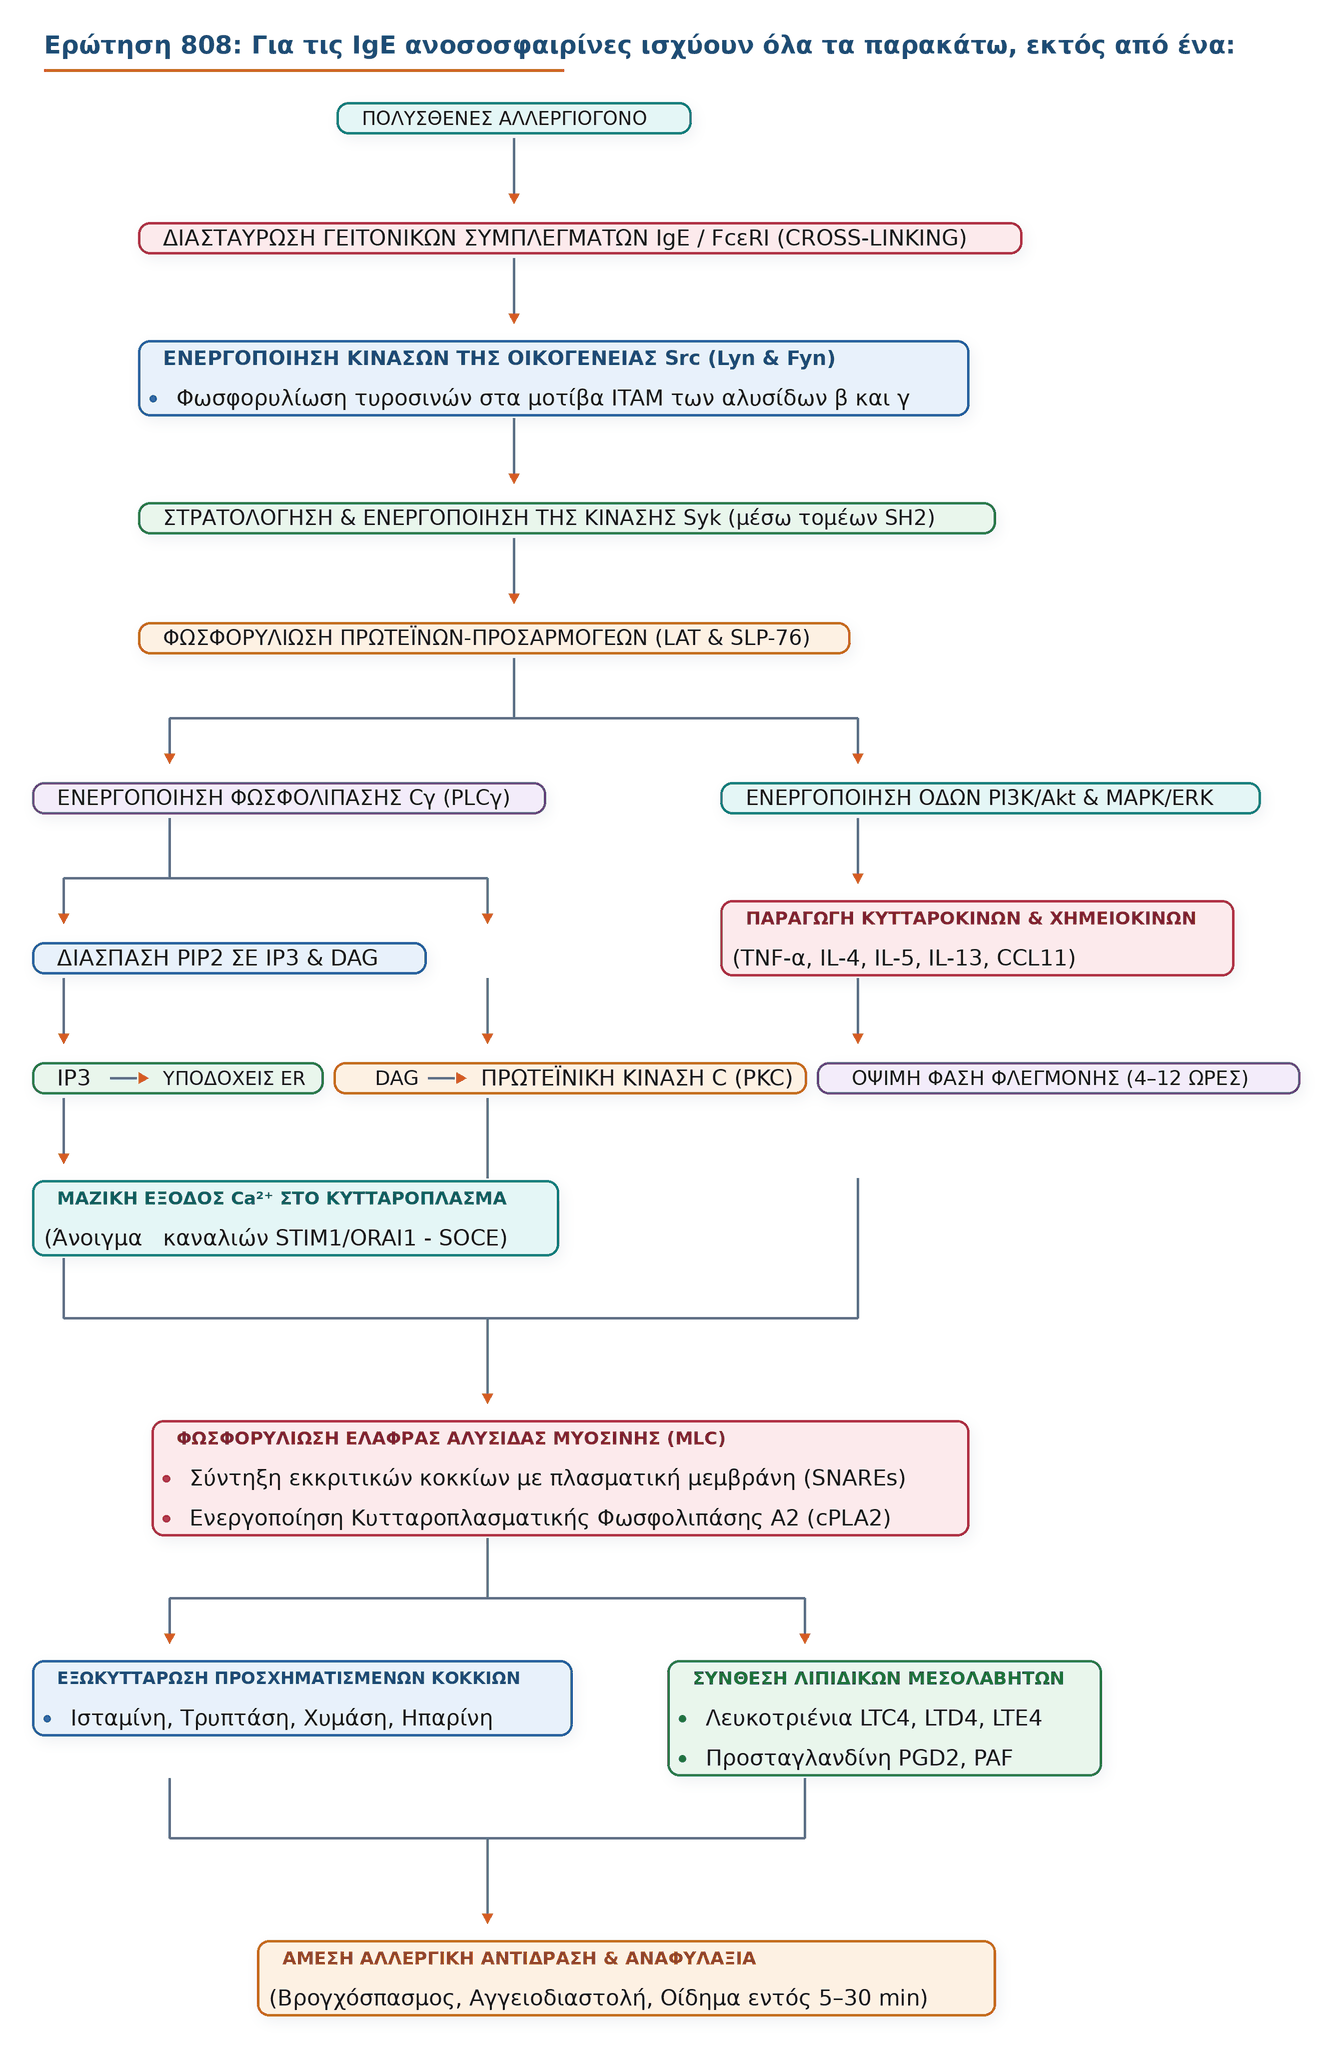 Ερώτηση 808: Για τις IgE ανοσοσφαιρίνες ισχύουν όλα τα παρακάτω, εκτός από ένα:
ΠΟΛΥΣΘΕΝΕΣ ΑΛΛΕΡΓΙΟΓΟΝΟ
ΔΙΑΣΤΑΥΡΩΣΗ ΓΕΙΤΟΝΙΚΩΝ ΣΥΜΠΛΕΓΜΑΤΩΝ IgE / FcεRI (CROSS-LINKING)
ΕΝΕΡΓΟΠΟΙΗΣΗ ΚΙΝΑΣΩΝ ΤΗΣ ΟΙΚΟΓΕΝΕΙΑΣ Src (Lyn & Fyn)
• Φωσφορυλίωση τυροσινών στα μοτίβα ITAM των αλυσίδων β και γ
ΣΤΡΑΤΟΛΟΓΗΣΗ & ΕΝΕΡΓΟΠΟΙΗΣΗ ΤΗΣ ΚΙΝΑΣΗΣ Syk (μέσω τομέων SH2)
ΦΩΣΦΟΡΥΛΙΩΣΗ ΠΡΩΤΕΪΝΩΝ-ΠΡΟΣΑΡΜΟΓΕΩΝ (LAT & SLP-76)
ΕΝΕΡΓΟΠΟΙΗΣΗ ΦΩΣΦΟΛΙΠΑΣΗΣ Cγ (PLCγ)
ΕΝΕΡΓΟΠΟΙΗΣΗ ΟΔΩΝ PI3K/Akt & MAPK/ERK
ΠΑΡΑΓΩΓΗ ΚΥΤΤΑΡΟΚΙΝΩΝ & ΧΗΜΕΙΟΚΙΝΩΝ
ΔΙΑΣΠΑΣΗ PIP2 ΣΕ IP3 & DAG
(TNF-α, IL-4, IL-5, IL-13, CCL11)
IP3 → ΥΠΟΔΟΧΕΙΣ ER
DAG → ΠΡΩΤΕΪΝΙΚΗ ΚΙΝΑΣΗ C (PKC)
ΟΨΙΜΗ ΦΑΣΗ ΦΛΕΓΜΟΝΗΣ (4–12 ΩΡΕΣ)
ΜΑΖΙΚΗ ΕΞΟΔΟΣ Ca²⁺ ΣΤΟ ΚΥΤΤΑΡΟΠΛΑΣΜΑ
(Άνοιγμα καναλιών STIM1/ORAI1 - SOCE)
ΦΩΣΦΟΡΥΛΙΩΣΗ ΕΛΑΦΡΑΣ ΑΛΥΣΙΔΑΣ ΜΥΟΣΙΝΗΣ (MLC)
• Σύντηξη εκκριτικών κοκκίων με πλασματική μεμβράνη (SNAREs)
• Ενεργοποίηση Κυτταροπλασματικής Φωσφολιπάσης A2 (cPLA2)
ΕΞΩΚΥΤΤΑΡΩΣΗ ΠΡΟΣΧΗΜΑΤΙΣΜΕΝΩΝ ΚΟΚΚΙΩΝ
• Ισταμίνη, Τρυπτάση, Χυμάση, Ηπαρίνη
ΣΥΝΘΕΣΗ ΛΙΠΙΔΙΚΩΝ ΜΕΣΟΛΑΒΗΤΩΝ
• Λευκοτριένια LTC4, LTD4, LTE4
• Προσταγλανδίνη PGD2, PAF
ΑΜΕΣΗ ΑΛΛΕΡΓΙΚΗ ΑΝΤΙΔΡΑΣΗ & ΑΝΑΦΥΛΑΞΙΑ
(Βρογχόσπασμος, Αγγειοδιαστολή, Οίδημα εντός 5–30 min)